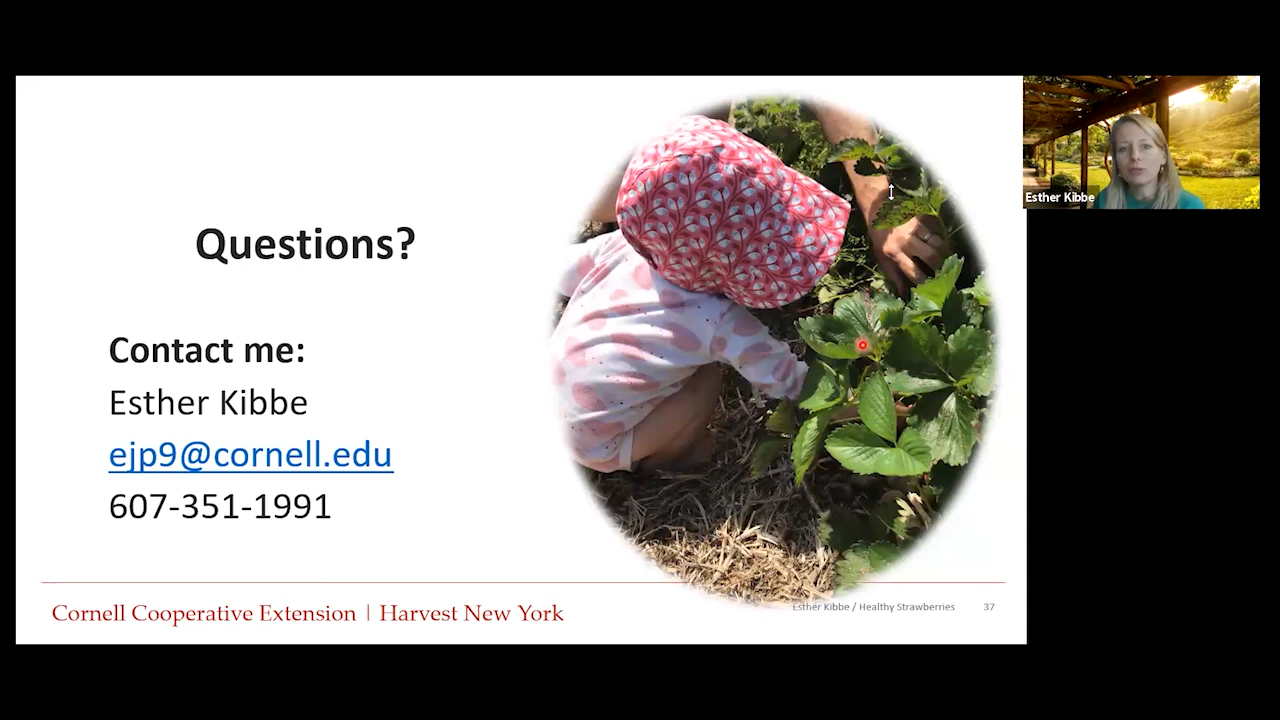 Questions?
Contact me:
Esther Kibbe
ejp9@cornell.edu
607-351-1991
Cornell Cooperative Extension | Harvest New York
Esther Kibbe / Healthy Strawberries 37
Esther Kibbe